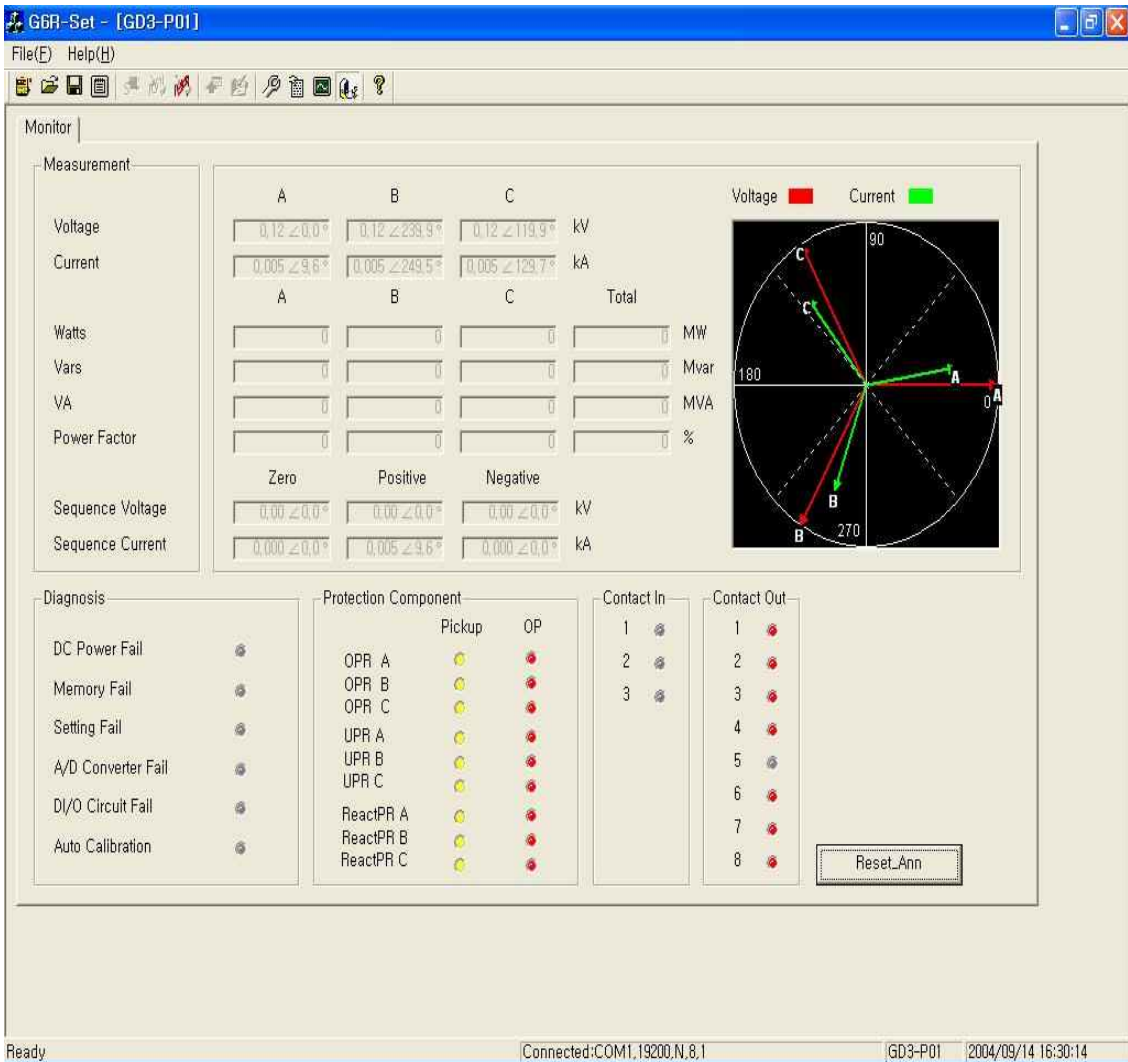 G6R-Set - [GD3-P01]
File(F) Help(H)
Monitor
Measurement
A B C
Voltage 0,12 ∠0,0° 0,12 ∠239,9° 0,12 ∠119,9° kV
Current 0,005 ∠9,6° 0,005 ∠249,5° 0,005 ∠129,7° kA
A B C Total
Watts 0 0 0 0 MW
Vars 0 0 0 0 Mvar
VA 0 0 0 0 MVA
Power Factor 0 0 0 0 %
Zero Positive Negative
Sequence Voltage 0,00 ∠0,0° 0,00 ∠0,0° 0,00 ∠0,0° kV
Sequence Current 0,000 ∠0,0° 0,005 ∠9,6° 0,000 ∠0,0° kA
Voltage Current
90
C
C
180
A
0 A
B
B 270
Diagnosis
DC Power Fail
Memory Fail
Setting Fail
A/D Converter Fail
DI/O Circuit Fail
Auto Calibration
Protection Component
Pickup OP
OPR A
OPR B
OPR C
UPR A
UPR B
UPR C
ReactPR A
ReactPR B
ReactPR C
Contact In
1
2
3
Contact Out
1
2
3
4
5
6
7
8
Reset_Ann
Ready Connected:COM1,19200,N,8,1 GD3-P01 2004/09/14 16:30:14